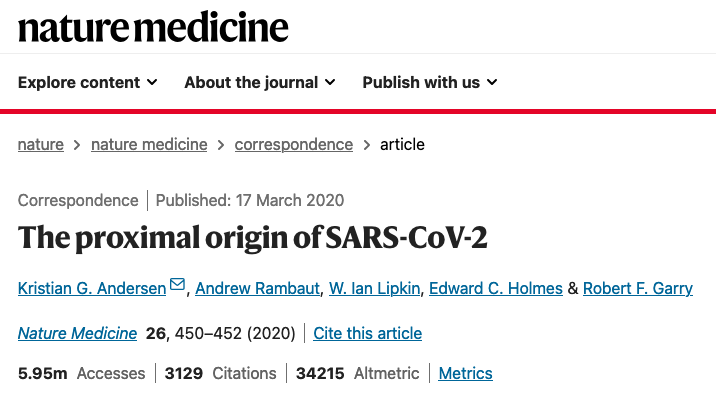 nature medicine
Explore content About the journal Publish with us
nature > nature medicine > correspondence > article
Correspondence | Published: 17 March 2020
The proximal origin of SARS-CoV-2
Kristian G. Andersen, Andrew Rambaut, W. Ian Lipkin, Edward C. Holmes & Robert F. Garry
Nature Medicine 26, 450–452 (2020) | Cite this article
5.95m Accesses | 3129 Citations | 34215 Altmetric | Metrics